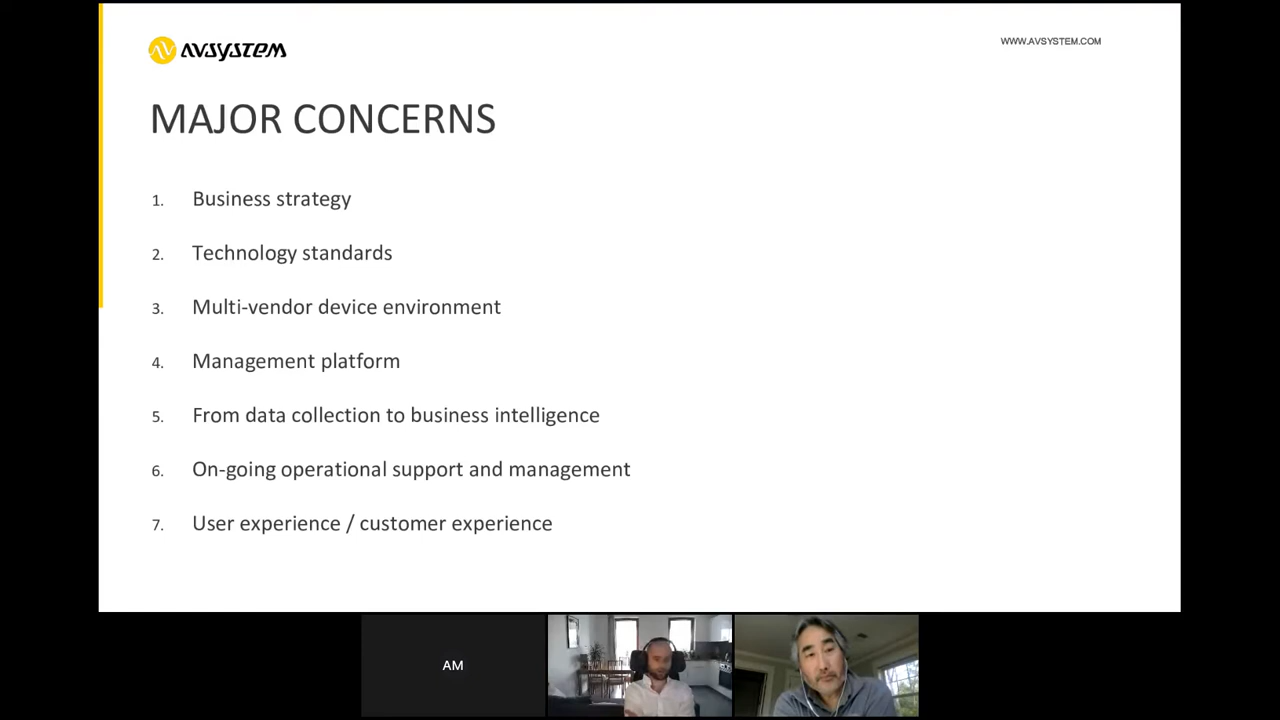 AVSYSTEM
WWW.AVSYSTEM.COM
MAJOR CONCERNS
1. Business strategy
2. Technology standards
3. Multi-vendor device environment
4. Management platform
5. From data collection to business intelligence
6. On-going operational support and management
7. User experience / customer experience
AM